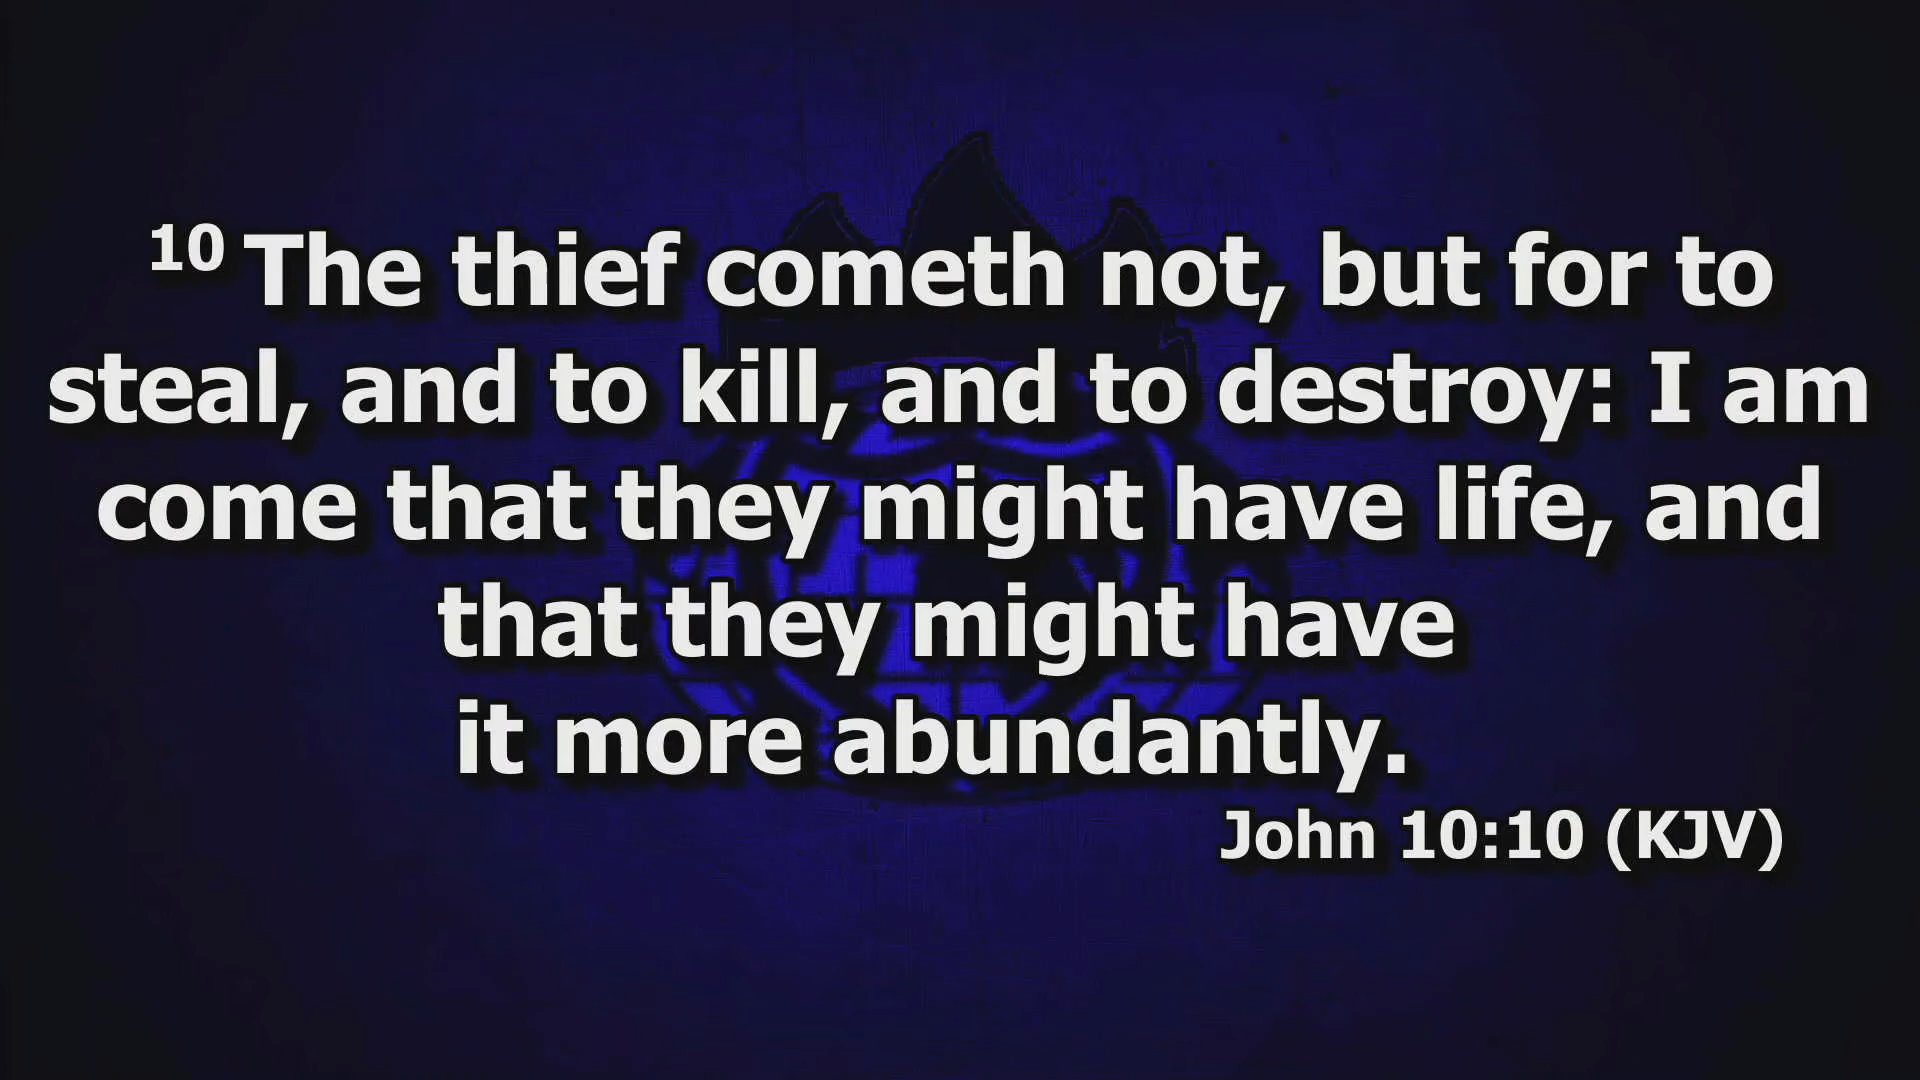 10 The thief cometh not, but for to
steal, and to kill, and to destroy: I am
come that they might have life, and
that they might have
it more abundantly.
John 10:10 (KJV)